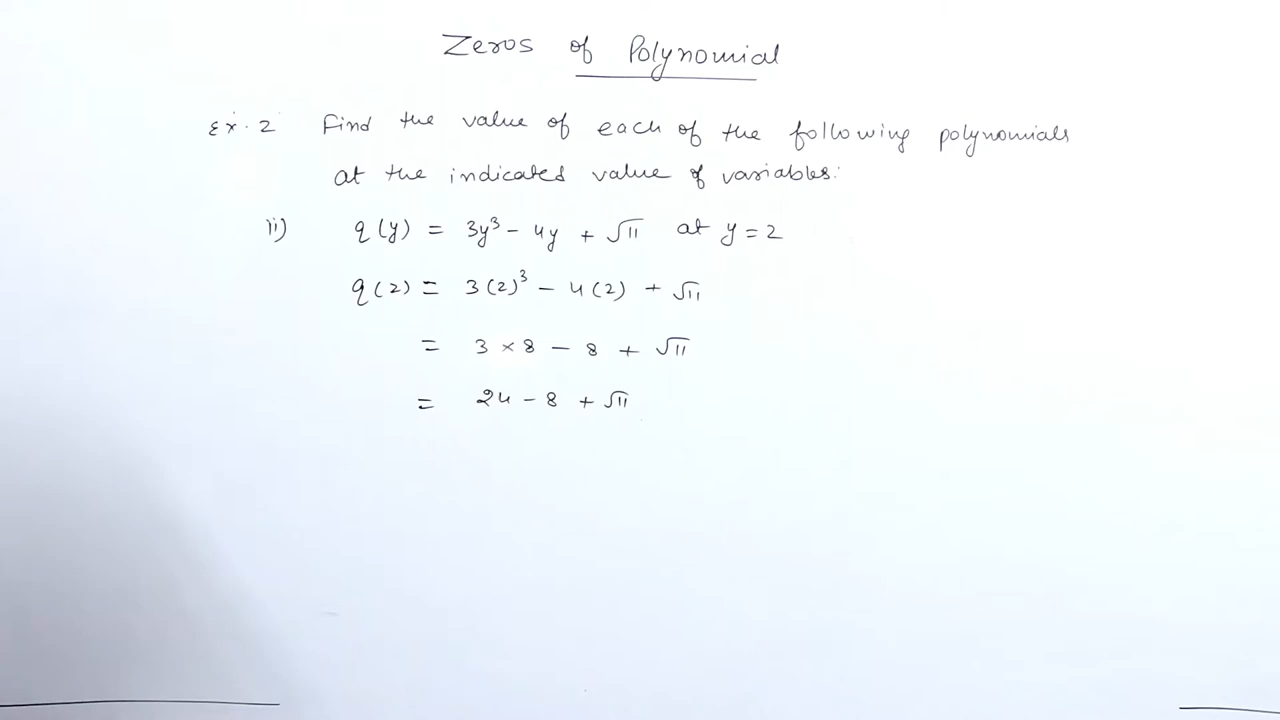 Zeros of Polynomial
Ex. 2 Find the value of each of the following polynomials
at the indicated value of variables:
ii) q(y) = 3y³ - 4y + √11 at y = 2
q(2) = 3(2)³ - 4(2) + √11
= 3 × 8 - 8 + √11
= 24 - 8 + √11